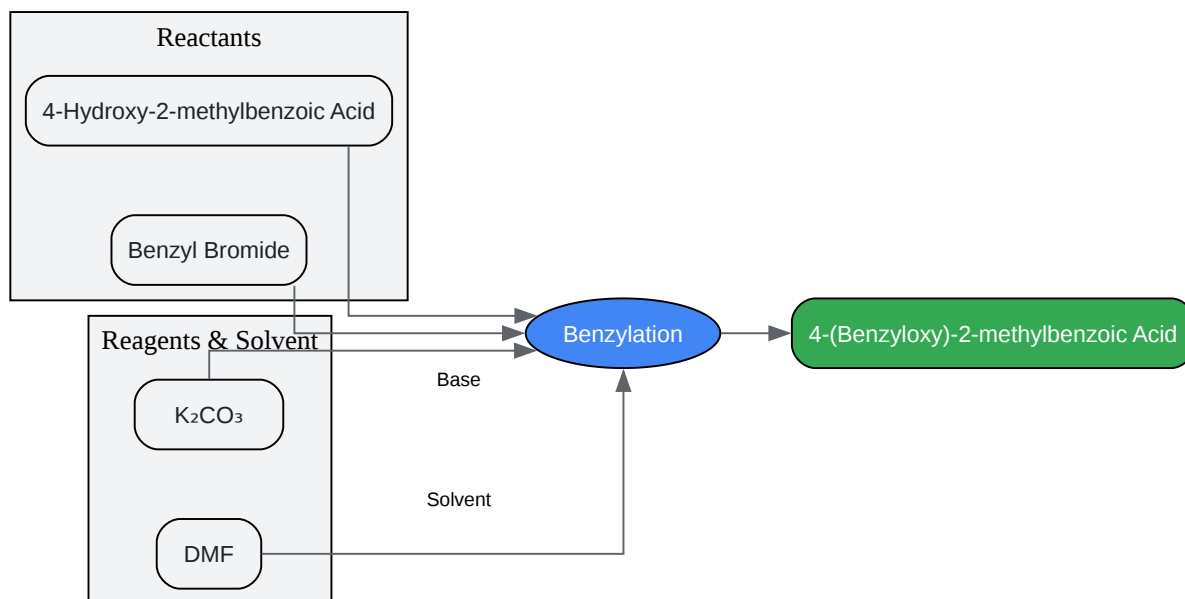 Reactants
4-Hydroxy-2-methylbenzoic Acid
Benzyl Bromide
Reagents & Solvent
K₂CO₃
DMF
Base
Solvent
Benzylation
4-(Benzyloxy)-2-methylbenzoic Acid